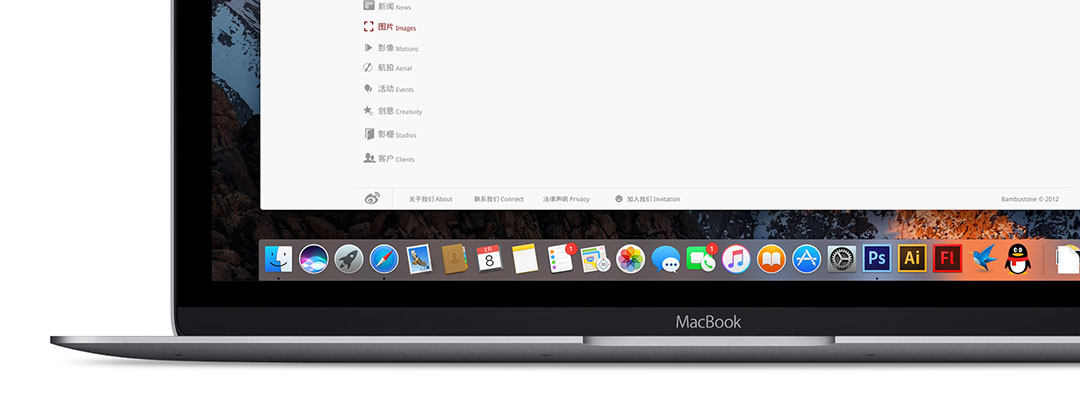 新闻 News
图片 Images
影像 Motions
航拍 Aerial
活动 Events
创意 Creativity
影棚 Studios
客户 Clients
关于我们 About 联系我们 Connect 法律声明 Privacy 加入我们 Invitation Bambustone © 2012
2月
8
1
1
Ps Ai Fl
MacBook